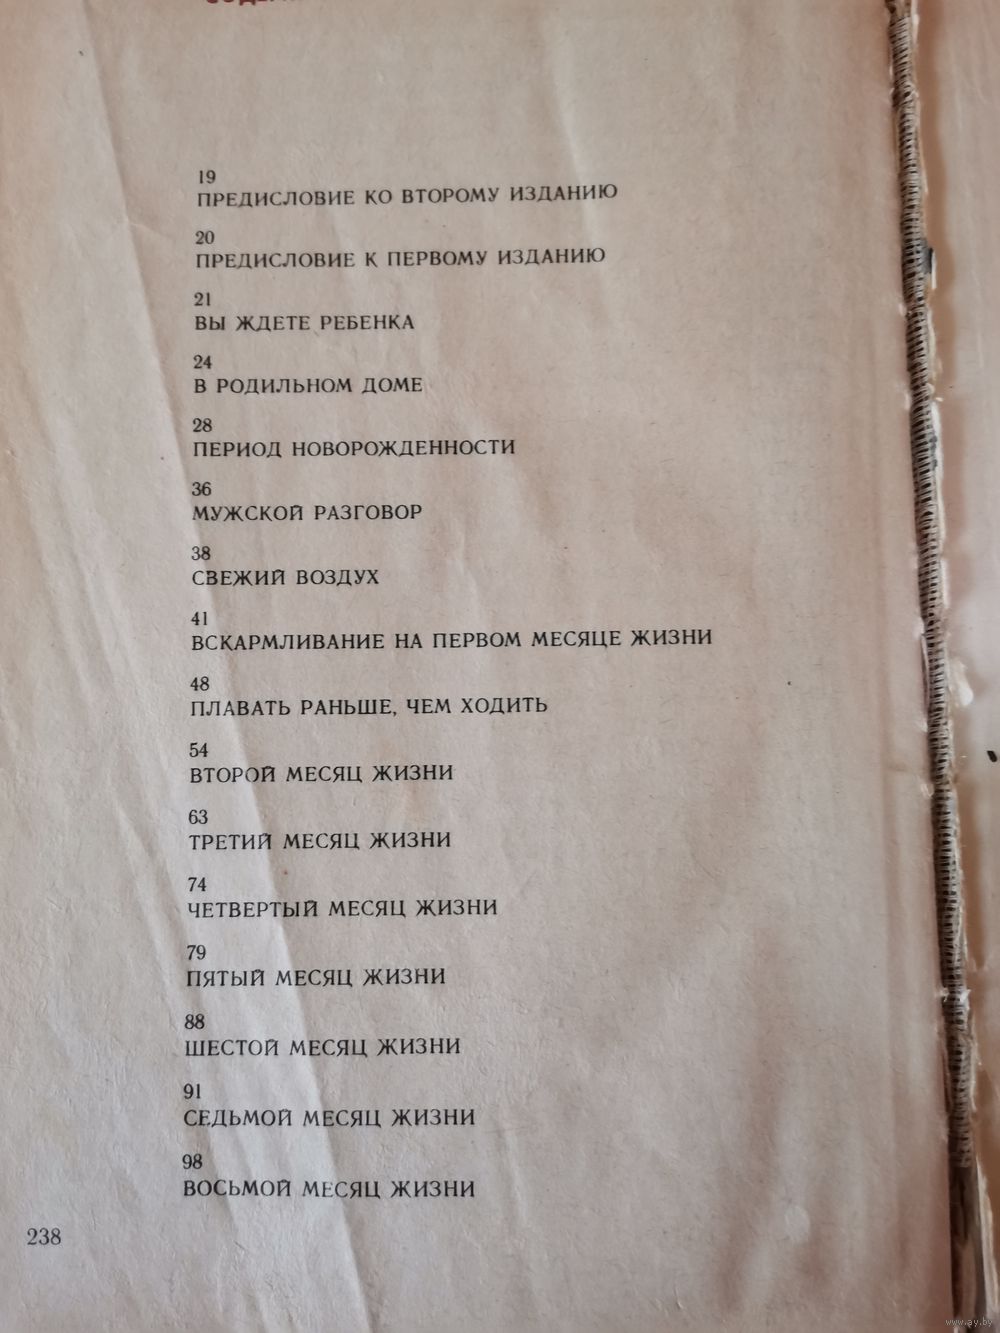 19
ПРЕДИСЛОВИЕ КО ВТОРОМУ ИЗДАНИЮ
20
ПРЕДИСЛОВИЕ К ПЕРВОМУ ИЗДАНИЮ
21
ВЫ ЖДЕТЕ РЕБЕНКА
24
В РОДИЛЬНОМ ДОМЕ
28
ПЕРИОД НОВОРОЖДЕННОСТИ
36
МУЖСКОЙ РАЗГОВОР
38
СВЕЖИЙ ВОЗДУХ
41
ВСКАРМЛИВАНИЕ НА ПЕРВОМ МЕСЯЦЕ ЖИЗНИ
48
ПЛАВАТЬ РАНЬШЕ, ЧЕМ ХОДИТЬ
54
ВТОРОЙ МЕСЯЦ ЖИЗНИ
63
ТРЕТИЙ МЕСЯЦ ЖИЗНИ
74
ЧЕТВЕРТЫЙ МЕСЯЦ ЖИЗНИ
79
ПЯТЫЙ МЕСЯЦ ЖИЗНИ
88
ШЕСТОЙ МЕСЯЦ ЖИЗНИ
91
СЕДЬМОЙ МЕСЯЦ ЖИЗНИ
98
ВОСЬМОЙ МЕСЯЦ ЖИЗНИ
238
www.ay.by